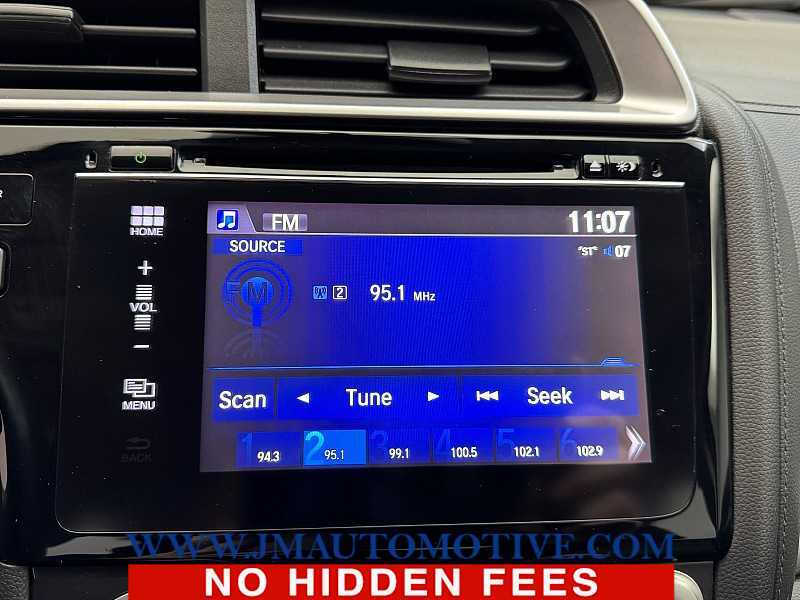 FM 11:07
HOME
SOURCE
"ST" 07
+
FM
2 95.1 MHz
VOL
−
Scan ◄ Tune ► Seek
MENU
1 94.3 2 95.1 3 99.1 4 100.5 5 102.1 6 102.9
BACK
WWW.JMAUTOMOTIVE.COM
NO HIDDEN FEES